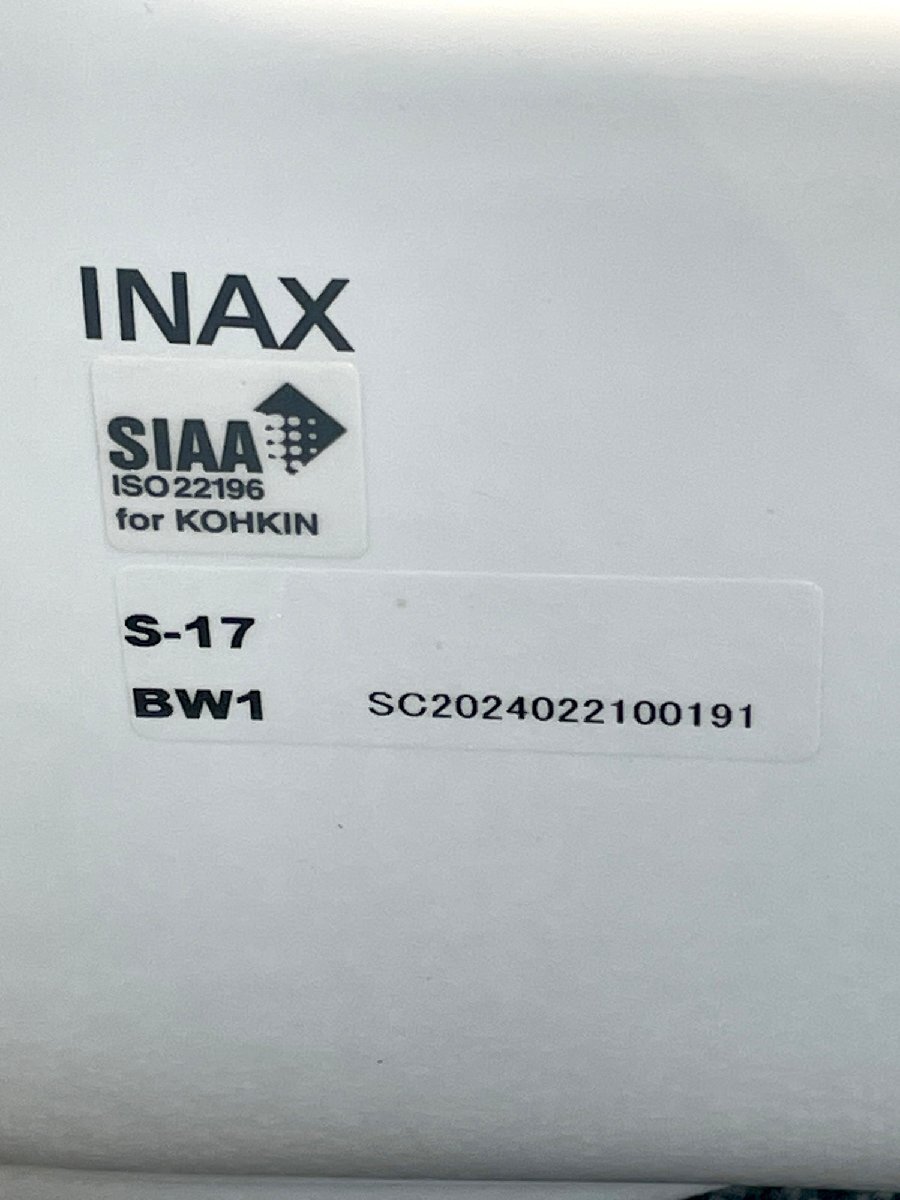 INAX
SIAA
ISO22196
for KOHKIN
S-17
BW1 SC2024022100191